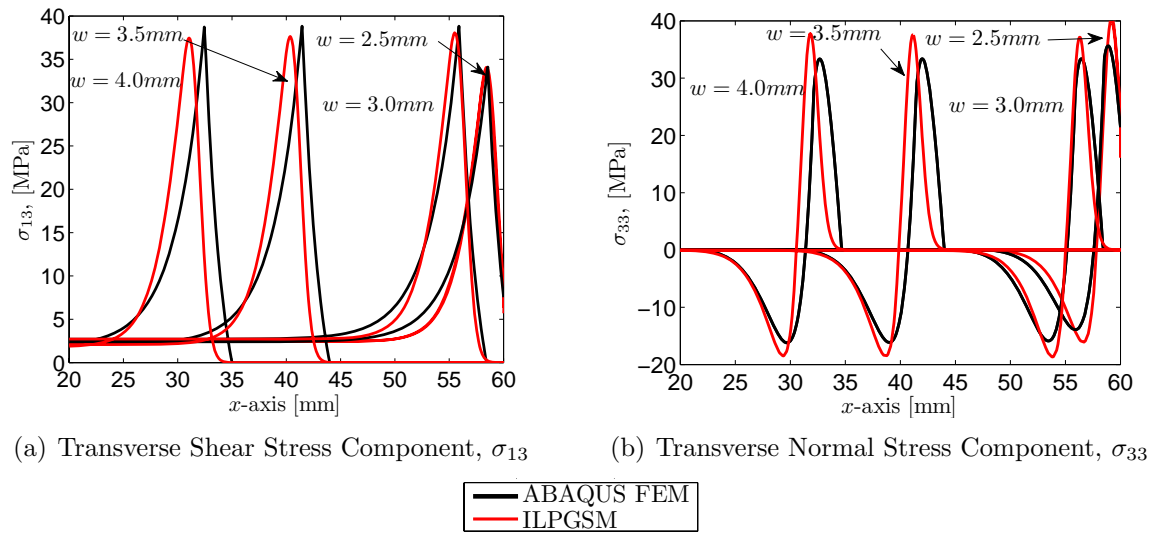 40
35
30
25
20
15
10
5
0
σ13, [MPa]
w = 3.5mm
w = 2.5mm
w = 4.0mm
w = 3.0mm
20 25 30 35 40 45 50 55 60
x-axis [mm]
(a) Transverse Shear Stress Component, σ13
40
30
20
10
0
−10
−20
σ33, [MPa]
w = 3.5mm
w = 2.5mm
w = 4.0mm
w = 3.0mm
20 25 30 35 40 45 50 55 60
x-axis [mm]
(b) Transverse Normal Stress Component, σ33
ABAQUS FEM
ILPGSM